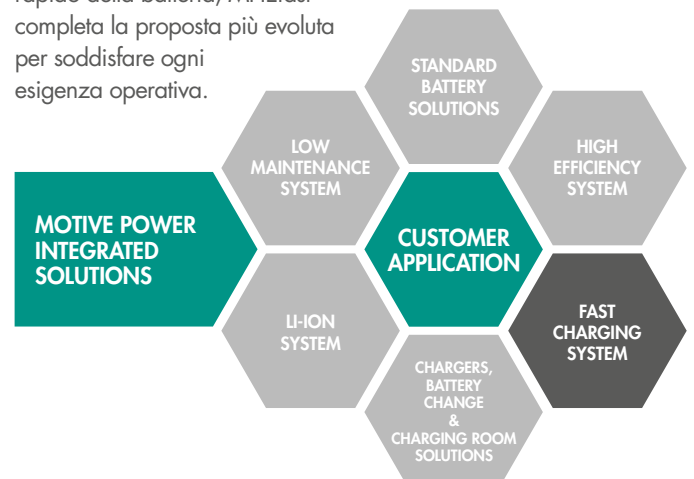 completa la proposta più evoluta
per soddisfare ogni
esigenza operativa.
STANDARD
BATTERY
SOLUTIONS
LOW
MAINTENANCE
SYSTEM
HIGH
EFFICIENCY
SYSTEM
MOTIVE POWER
INTEGRATED
SOLUTIONS
CUSTOMER
APPLICATION
LI-ION
SYSTEM
FAST
CHARGING
SYSTEM
CHARGERS,
BATTERY
CHANGE
&
CHARGING ROOM
SOLUTIONS